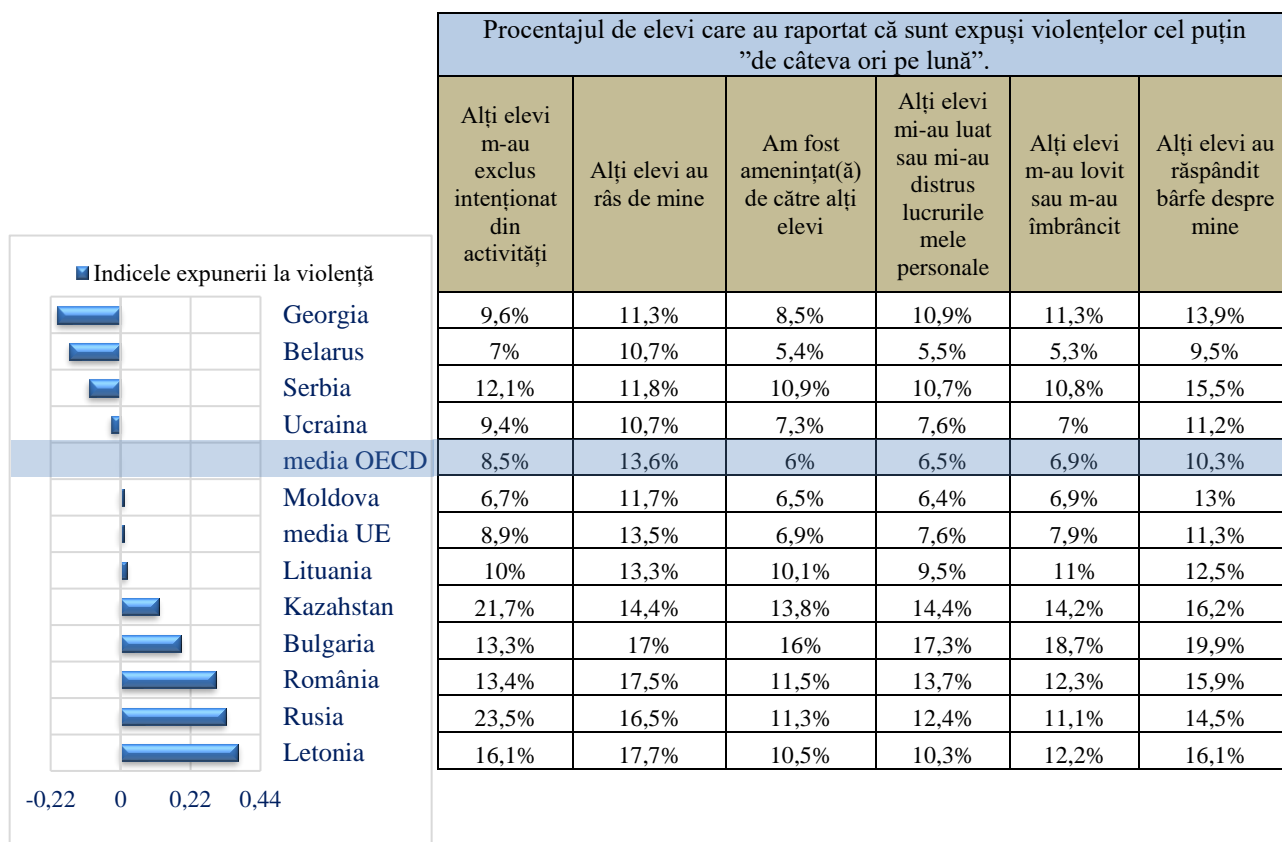 Procentajul de elevi care au raportat că sunt expuși violențelor cel puțin
”de câteva ori pe lună”.
Alți elevi
m-au
exclus
intenționat
din
activități
Alți elevi au
râs de mine
Am fost
amenințat(ă)
de către alți
elevi
Alți elevi
mi-au luat
sau mi-au
distrus
lucrurile
mele
personale
Alți elevi
m-au lovit
sau m-au
îmbrâncit
Alți elevi au
răspândit
bârfe despre
mine
Indicele expunerii la violență
Georgia 9,6% 11,3% 8,5% 10,9% 11,3% 13,9%
Belarus 7% 10,7% 5,4% 5,5% 5,3% 9,5%
Serbia 12,1% 11,8% 10,9% 10,7% 10,8% 15,5%
Ucraina 9,4% 10,7% 7,3% 7,6% 7% 11,2%
media OECD 8,5% 13,6% 6% 6,5% 6,9% 10,3%
Moldova 6,7% 11,7% 6,5% 6,4% 6,9% 13%
media UE 8,9% 13,5% 6,9% 7,6% 7,9% 11,3%
Lituania 10% 13,3% 10,1% 9,5% 11% 12,5%
Kazahstan 21,7% 14,4% 13,8% 14,4% 14,2% 16,2%
Bulgaria 13,3% 17% 16% 17,3% 18,7% 19,9%
România 13,4% 17,5% 11,5% 13,7% 12,3% 15,9%
Rusia 23,5% 16,5% 11,3% 12,4% 11,1% 14,5%
Letonia 16,1% 17,7% 10,5% 10,3% 12,2% 16,1%
-0,22 0 0,22 0,44